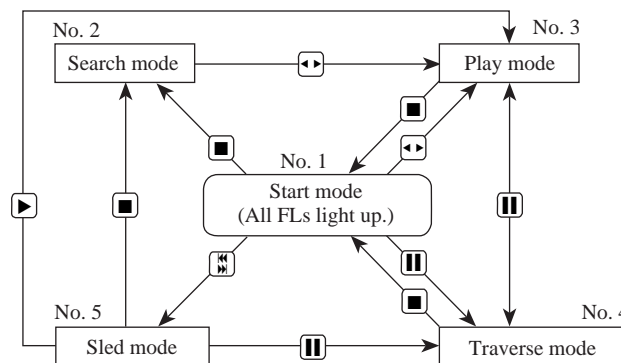 No. 2
No. 3
Search mode
Play mode
No. 1
Start mode
(All FLs light up.)
No. 5
No. 4
Sled mode
Traverse mode